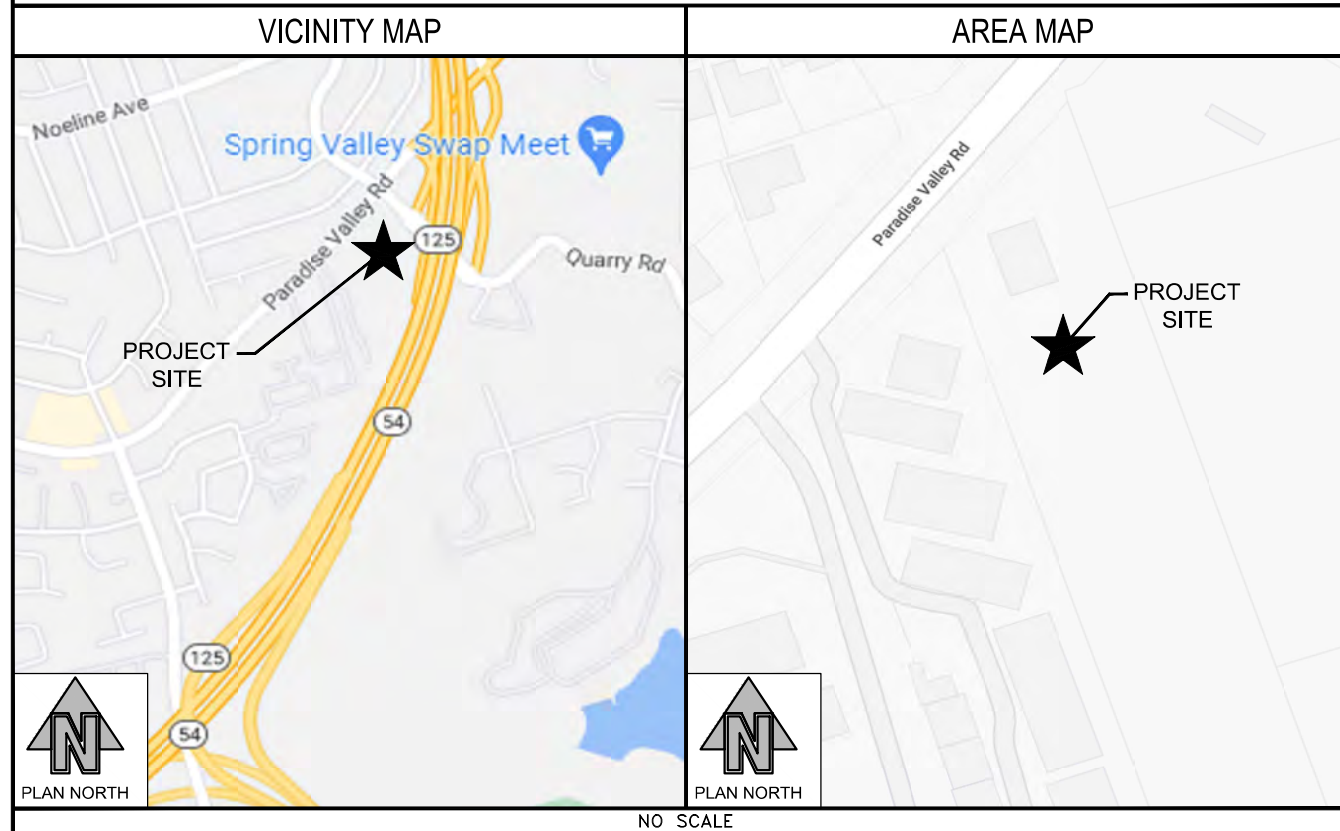 VICINITY MAP
Noeline Ave
Spring Valley Swap Meet
Paradise Valley Rd
125
Quarry Rd
PROJECT
SITE
54
125
54
N
PLAN NORTH
AREA MAP
Paradise Valley Rd
PROJECT
SITE
N
PLAN NORTH
NO SCALE